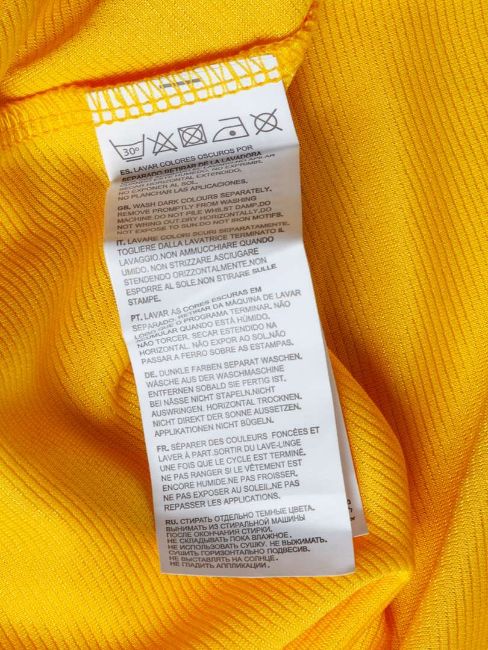 30°
ES. LAVAR COLORES OSCUROS POR
SEPARADO. RETIRAR DE LA LAVADORA
SECAR HORIZONTAL EXTENDIDO.
NO EXPONER AL SOL.
NO PLANCHAR LAS APLICACIONES.
GB. WASH DARK COLOURS SEPARATELY.
REMOVE PROMPTLY FROM WASHING
MACHINE.DO NOT PILE WHILST DAMP.DO
NOT WRING OUT.DRY HORIZONTALLY.DO
NOT EXPOSE TO SUN.DO NOT IRON MOTIFS.
IT. LAVARE COLORI SCURI SEPARATAMENTE.
TOGLIERE DALLA LAVATRICE TERMINATO IL
LAVAGGIO.NON AMMUCCHIARE QUANDO
UMIDO. NON STRIZZARE ASCIUGARE
STENDENDO ORIZZONTALMENTE.NON
ESPORRE AL SOLE.NON STIRARE SULLE
STAMPE.
PT. LAVAR AS CORES ESCURAS EM
SEPARADO. RETIRAR DA MÁQUINA DE LAVAR
LOGO QUE O PROGRAMA TERMINAR. NÃO
ENGOMAR QUANDO ESTÁ HÚMIDO.
NÃO TORCER. SECAR ESTENDIDO NA
HORIZONTAL. NÃO EXPOR AO SOL.NÃO
PASSAR A FERRO SOBRE AS ESTAMPAS.
DE. DUNKLE FARBEN SEPARAT WASCHEN.
WÄSCHE AUS DER WASCHMASCHINE
ENTFERNEN SOBALD SIE FERTIG IST.
BEI NÄSSE NICHT STAPELN.NICHT
AUSWRINGEN. HORIZONTAL TROCKNEN.
NICHT DIREKT DER SONNE AUSSETZEN.
APPLIKATIONEN NICHT BÜGELN.
FR. SÉPARER DES COULEURS FONCÉES ET
LAVER À PART.SORTIR DU LAVE-LINGE
UNE FOIS QUE LE CYCLE EST TERMINÉ.
NE PAS RANGER SI LE VÊTEMENT EST
ENCORE HUMIDE.NE PAS FROISSER.
NE PAS EXPOSER AU SOLEIL.NE PAS
REPASSER LES APPLICATIONS.
RU. СТИРАТЬ ОТДЕЛЬНО ТЕМНЫЕ ЦВЕТА.
ВЫНИМАТЬ ИЗ СТИРАЛЬНОЙ МАШИНЫ
ПОСЛЕ ОКОНЧАНИЯ СТИРКИ.
НЕ СКЛАДЫВАТЬ ПОКА ВЛАЖНОЕ.
НЕ ИСПОЛЬЗОВАТЬ СУШКУ. НЕ ВЫЖИМАТЬ.
СУШИТЬ ГОРИЗОНТАЛЬНО ПОДВЕСИВ.
НЕ ВЫСТАВЛЯТЬ НА СОЛНЦЕ.
НЕ ГЛАДИТЬ АППЛИКАЦИИ.